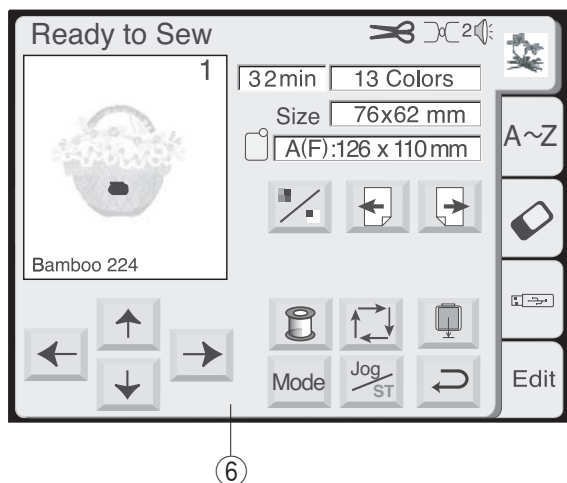 Ready to Sew
2
1
32min
13 Colors
Size
76x62 mm
A(F):126 x 110mm
A~Z
Bamboo 224
Mode
Jog
ST
Edit
6